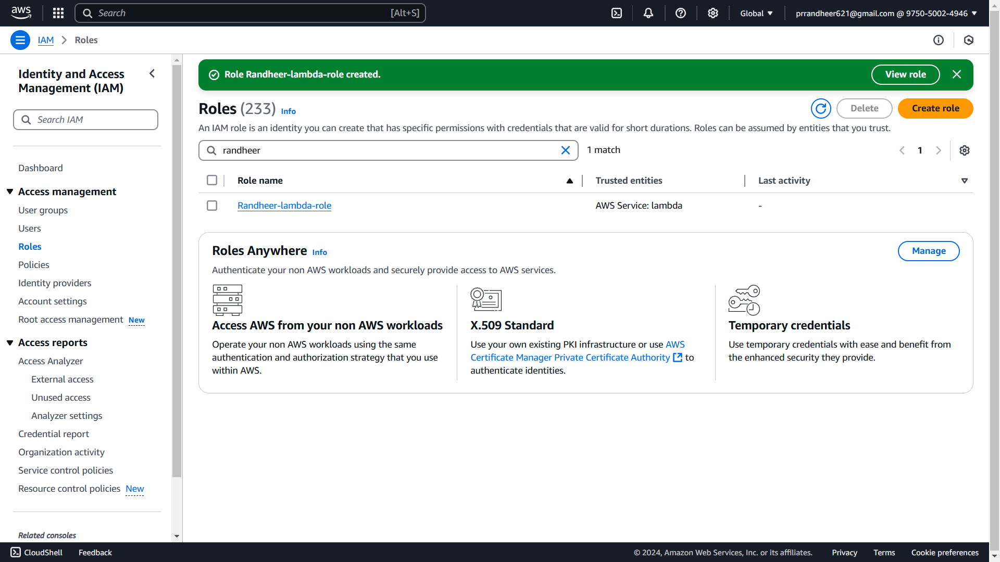 aws
Search [Alt+S]
Global
prrandheer621@gmail.com @ 9750-5002-4946
IAM
Roles
Identity and Access
Management (IAM)
Search IAM
Dashboard
Access management
User groups
Users
Roles
Policies
Identity providers
Account settings
Root access management New
Access reports
Access Analyzer
External access
Unused access
Analyzer settings
Credential report
Organization activity
Service control policies
Resource control policies New
Related consoles
Role Randheer-lambda-role created.
View role
Roles (233) Info
Delete
Create role
An IAM role is an identity you can create that has specific permissions with credentials that are valid for short durations. Roles can be assumed by entities that you trust.
randheer
1 match
1
Role name
Trusted entities
Last activity
Randheer-lambda-role
AWS Service: lambda
-
Roles Anywhere Info
Manage
Authenticate your non AWS workloads and securely provide access to AWS services.
Access AWS from your non AWS workloads
Operate your non AWS workloads using the same
authentication and authorization strategy that you use
within AWS.
X.509 Standard
Use your own existing PKI infrastructure or use AWS
Certificate Manager Private Certificate Authority to
authenticate identities.
Temporary credentials
Use temporary credentials with ease and benefit from
the enhanced security they provide.
CloudShell
Feedback
© 2024, Amazon Web Services, Inc. or its affiliates.
Privacy
Terms
Cookie preferences